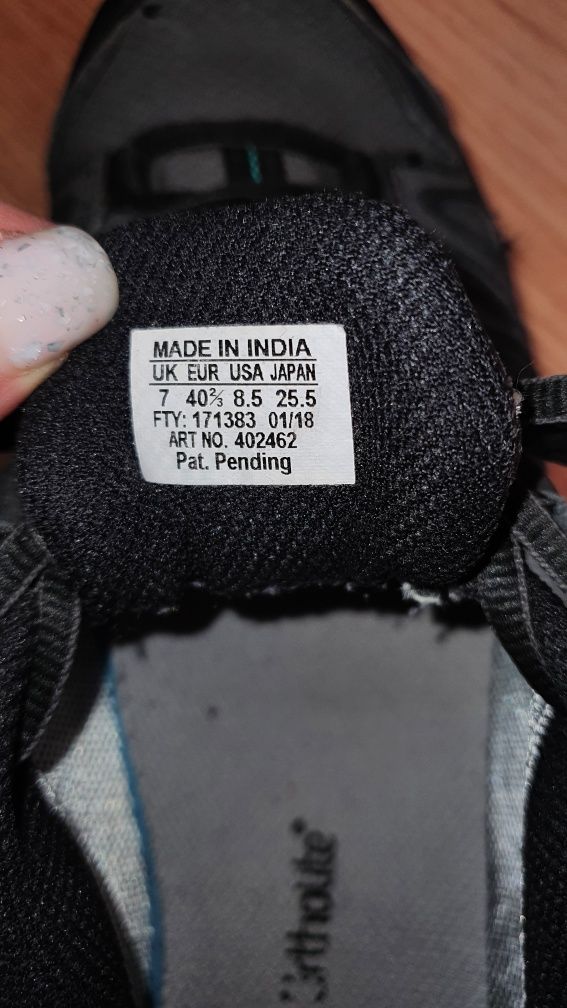 MADE IN INDIA
UK EUR USA JAPAN
7 40⅔ 8.5 25.5
FTY: 171383 01/18
ART NO. 402462
Pat. Pending
OrthoLite®